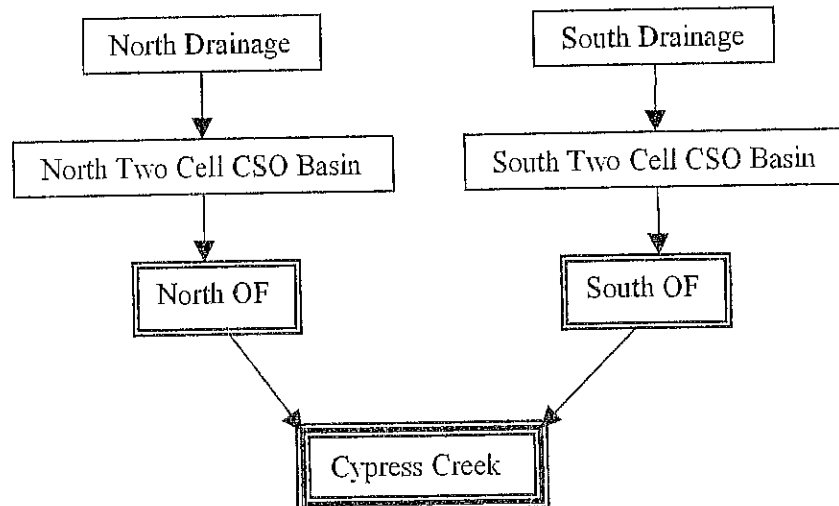 North Drainage
South Drainage
North Two Cell CSO Basin
South Two Cell CSO Basin
North OF
South OF
Cypress Creek